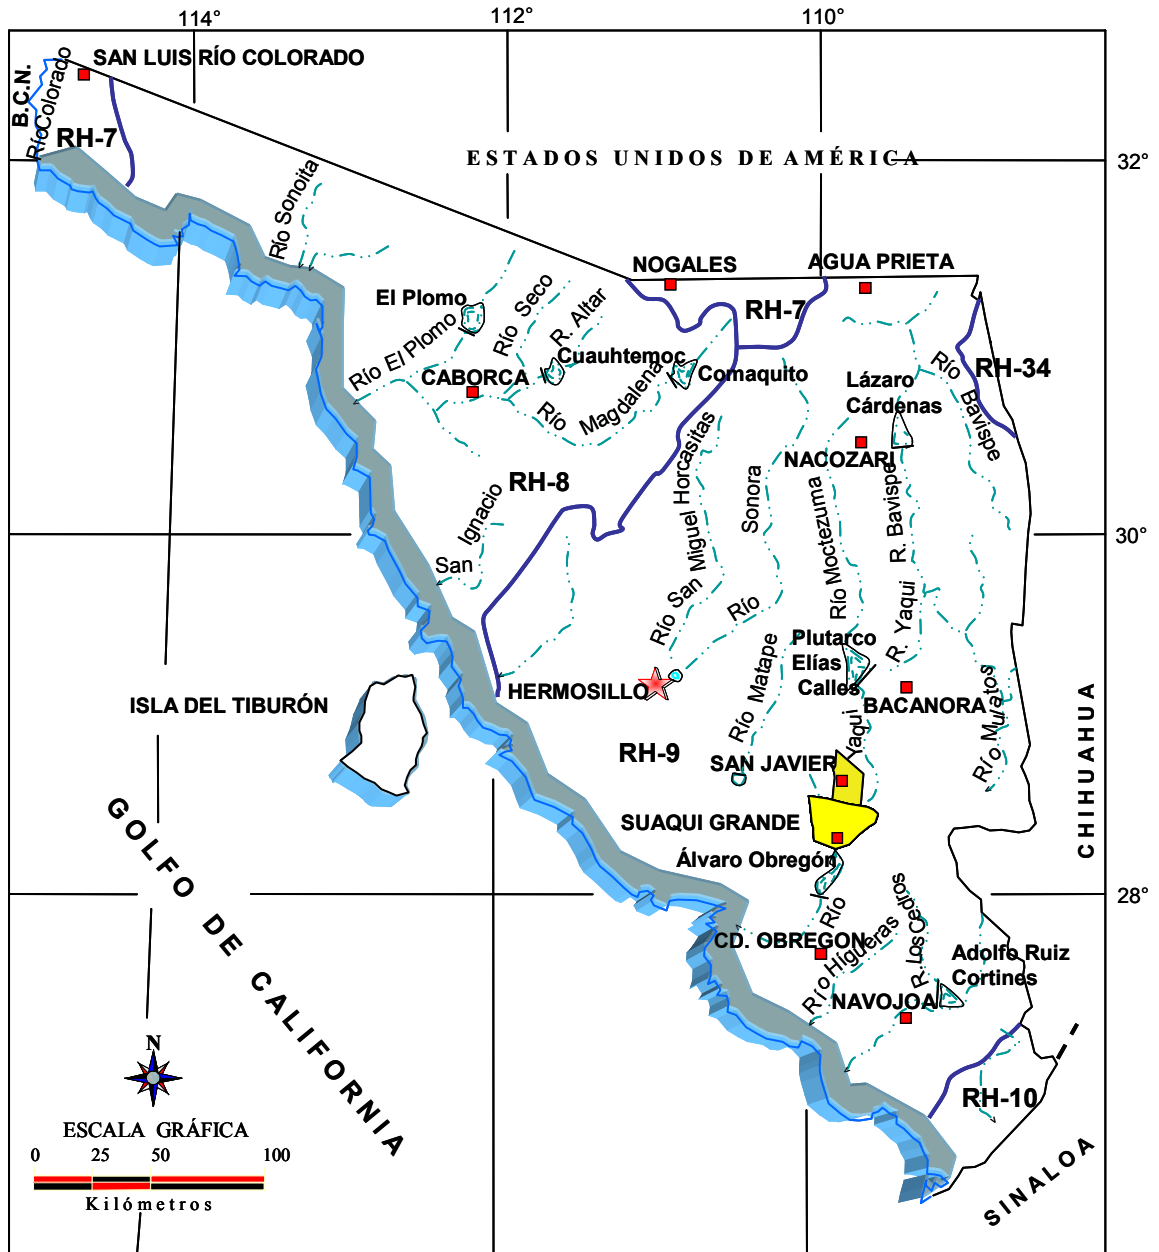 114°
112°
110°
SAN LUIS RÍO COLORADO
B.C.N.
Río Colorado
RH-7
ESTADOS UNIDOS DE AMÉRICA
32°
Río Sonoita
NOGALES
AGUA PRIETA
El Plomo
Río Seco
R. Altar
RH-7
Río El Plomo
Cuauhtemoc
Comaquito
RH-34
Río Bavispe
CABORCA
Lázaro
Cárdenas
Río Magdalena
NACOZARI
RH-8
Río San Miguel Horcasitas
Río Sonora
Río Moctezuma
R. Bavispe
San Ignacio
30°
R. Yaqui
Plutarco
Elías
Calles
Río Matape
HERMOSILLO
BACANORA
ISLA DEL TIBURÓN
Río Mulatos
CHIHUAHUA
RH-9
Río Yaqui
SAN JAVIER
SUAQUI GRANDE
Álvaro Obregón
GOLFO DE CALIFORNIA
28°
CD. OBREGON
Río Hígueras
R. Los Cedros
Adolfo Ruiz
Cortines
NAVOJOA
N
RH-10
ESCALA GRÁFICA
0 25 50 100
Kilómetros
SINALOA